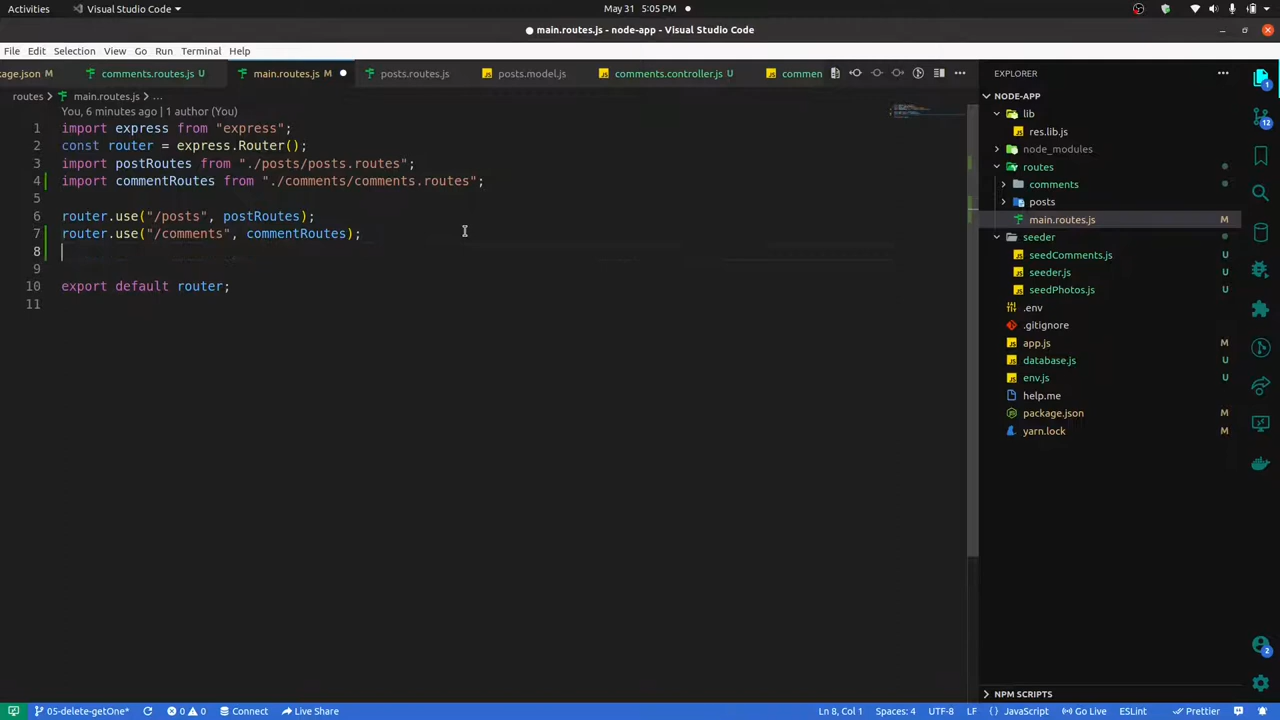 Activities
Visual Studio Code
May 31 5:05 PM
main.routes.js - node-app - Visual Studio Code
File Edit Selection View Go Run Terminal Help
kage.json M
comments.routes.js U
main.routes.js M
posts.routes.js
posts.model.js
comments.controller.js U
commen
routes > main.routes.js > ...
You, 6 minutes ago | 1 author (You)
1 import express from "express";
2 const router = express.Router();
3 import postRoutes from "./posts/posts.routes";
4 import commentRoutes from "./comments/comments.routes";
5
6 router.use("/posts", postRoutes);
7 router.use("/comments", commentRoutes);
8
9
10 export default router;
11
EXPLORER
NODE-APP
lib
res.lib.js
node_modules
routes
comments
posts
main.routes.js M
seeder
seedComments.js U
seeder.js U
seedPhotos.js U
.env
.gitignore
app.js M
database.js U
env.js U
help.me
package.json M
yarn.lock M
NPM SCRIPTS
1
12
2
05-delete-getOne*
0 0
Connect
Live Share
Ln 8, Col 1
Spaces: 4
UTF-8
LF
JavaScript
Go Live
ESLint
Prettier